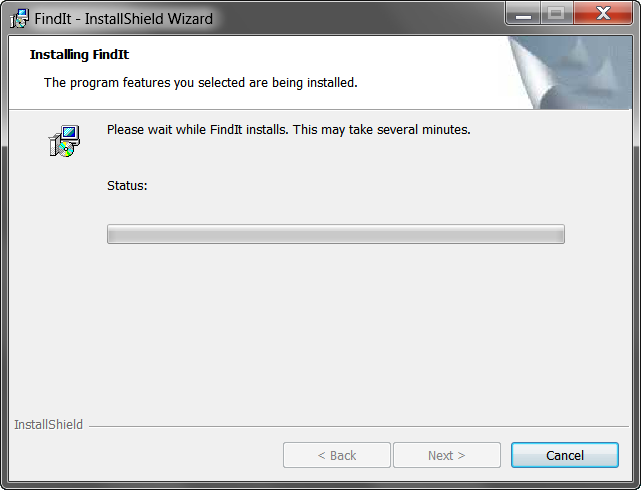 FindIt - InstallShield Wizard
Installing FindIt
The program features you selected are being installed.
Please wait while FindIt installs. This may take several minutes.
Status:
InstallShield
< Back
Next >
Cancel